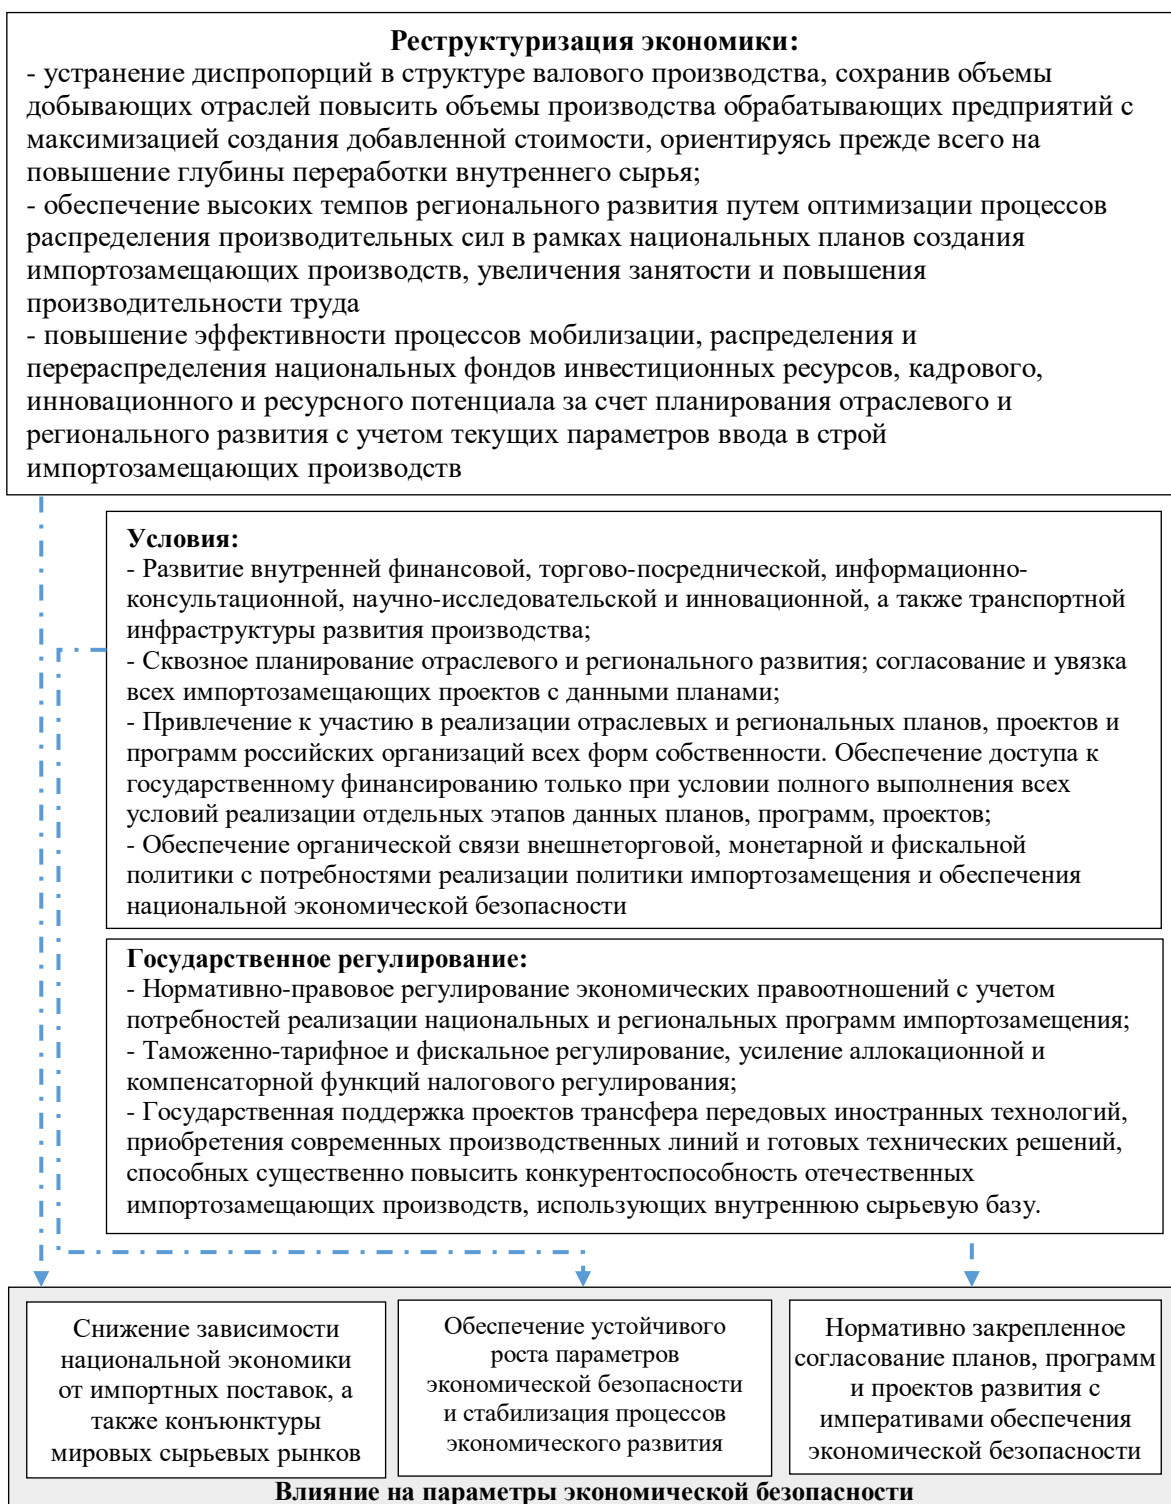 Реструктуризация экономики:
- устранение диспропорций в структуре валового производства, сохранив объемы
добывающих отраслей повысить объемы производства обрабатывающих предприятий с
максимизацией создания добавленной стоимости, ориентируясь прежде всего на
повышение глубины переработки внутреннего сырья;
- обеспечение высоких темпов регионального развития путем оптимизации процессов
распределения производительных сил в рамках национальных планов создания
импортозамещающих производств, увеличения занятости и повышения
производительности труда
- повышение эффективности процессов мобилизации, распределения и
перераспределения национальных фондов инвестиционных ресурсов, кадрового,
инновационного и ресурсного потенциала за счет планирования отраслевого и
регионального развития с учетом текущих параметров ввода в строй
импортозамещающих производств
Условия:
- Развитие внутренней финансовой, торгово-посреднической, информационно-
консультационной, научно-исследовательской и инновационной, а также транспортной
инфраструктуры развития производства;
- Сквозное планирование отраслевого и регионального развития; согласование и увязка
всех импортозамещающих проектов с данными планами;
- Привлечение к участию в реализации отраслевых и региональных планов, проектов и
программ российских организаций всех форм собственности. Обеспечение доступа к
государственному финансированию только при условии полного выполнения всех
условий реализации отдельных этапов данных планов, программ, проектов;
- Обеспечение органической связи внешнеторговой, монетарной и фискальной
политики с потребностями реализации политики импортозамещения и обеспечения
национальной экономической безопасности
Государственное регулирование:
- Нормативно-правовое регулирование экономических правоотношений с учетом
потребностей реализации национальных и региональных программ импортозамещения;
- Таможенно-тарифное и фискальное регулирование, усиление аллокационной и
компенсаторной функций налогового регулирования;
- Государственная поддержка проектов трансфера передовых иностранных технологий,
приобретения современных производственных линий и готовых технических решений,
способных существенно повысить конкурентоспособность отечественных
импортозамещающих производств, использующих внутреннюю сырьевую базу.
Снижение зависимости
национальной экономики
от импортных поставок, а
также конъюнктуры
мировых сырьевых рынков
Обеспечение устойчивого
роста параметров
экономической безопасности
и стабилизация процессов
экономического развития
Нормативно закрепленное
согласование планов, программ
и проектов развития с
императивами обеспечения
экономической безопасности
Влияние на параметры экономической безопасности